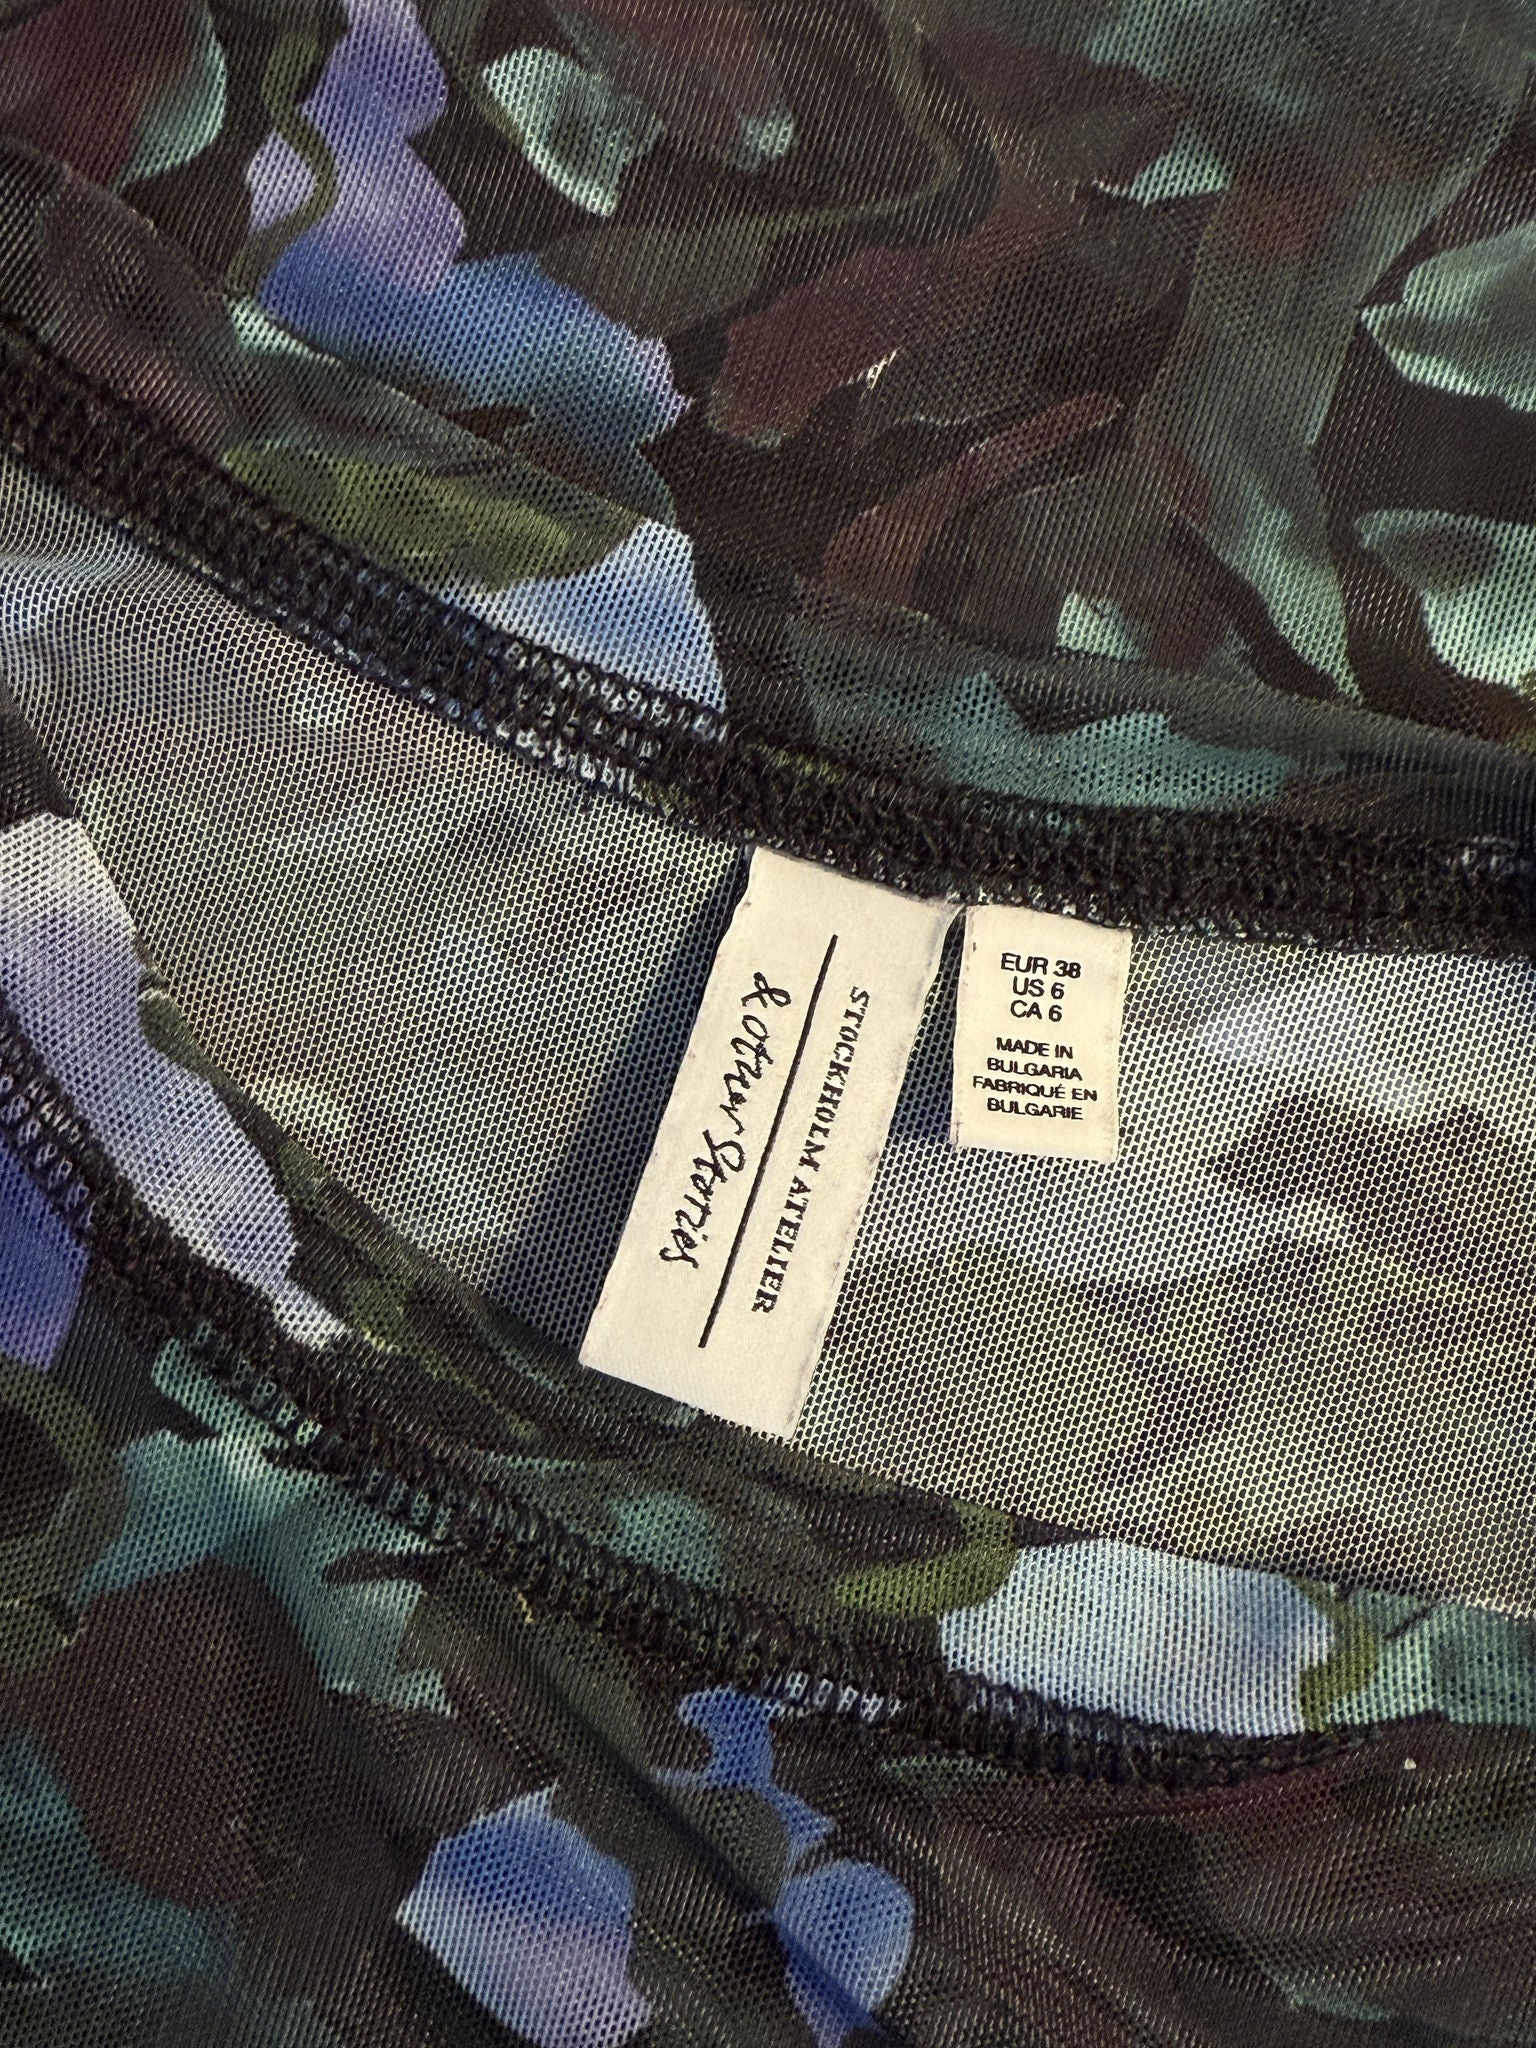 & other Stories
STOCKHOLM ATELIER
EUR 38
US 6
CA 6
MADE IN
BULGARIA
FABRIQUÉ EN
BULGARIE